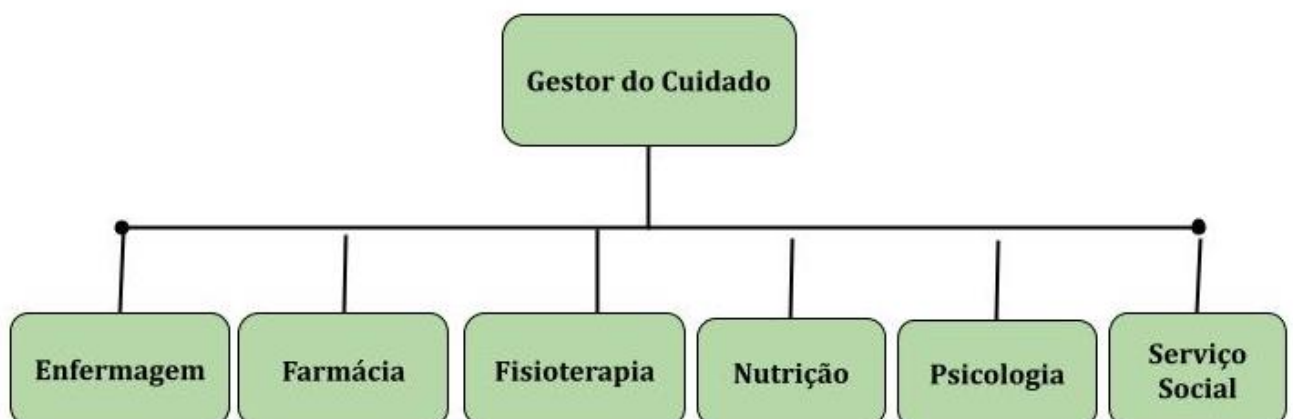 Gestor do Cuidado
Enfermagem
Farmácia
Fisioterapia
Nutrição
Psicologia
Serviço
Social